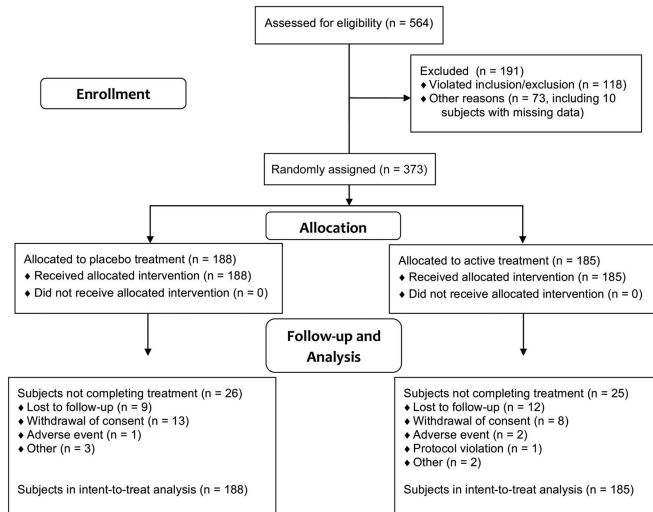 Assessed for eligibility (n = 564)
Enrollment
Excluded (n = 191)
♦ Violated inclusion/exclusion (n = 118)
♦ Other reasons (n = 73, including 10
subjects with missing data)
Randomly assigned (n = 373)
Allocation
Allocated to placebo treatment (n = 188)
♦ Received allocated intervention (n = 188)
♦ Did not receive allocated intervention (n = 0)
Allocated to active treatment (n = 185)
♦ Received allocated intervention (n = 185)
♦ Did not receive allocated intervention (n = 0)
Follow-up and
Analysis
Subjects not completing treatment (n = 26)
♦ Lost to follow-up (n = 9)
♦ Withdrawal of consent (n = 13)
♦ Adverse event (n = 1)
♦ Other (n = 3)
Subjects in intent-to-treat analysis (n = 188)
Subjects not completing treatment (n = 25)
♦ Lost to follow-up (n = 12)
♦ Withdrawal of consent (n = 8)
♦ Adverse event (n = 2)
♦ Protocol violation (n = 1)
♦ Other (n = 2)
Subjects in intent-to-treat analysis (n = 185)